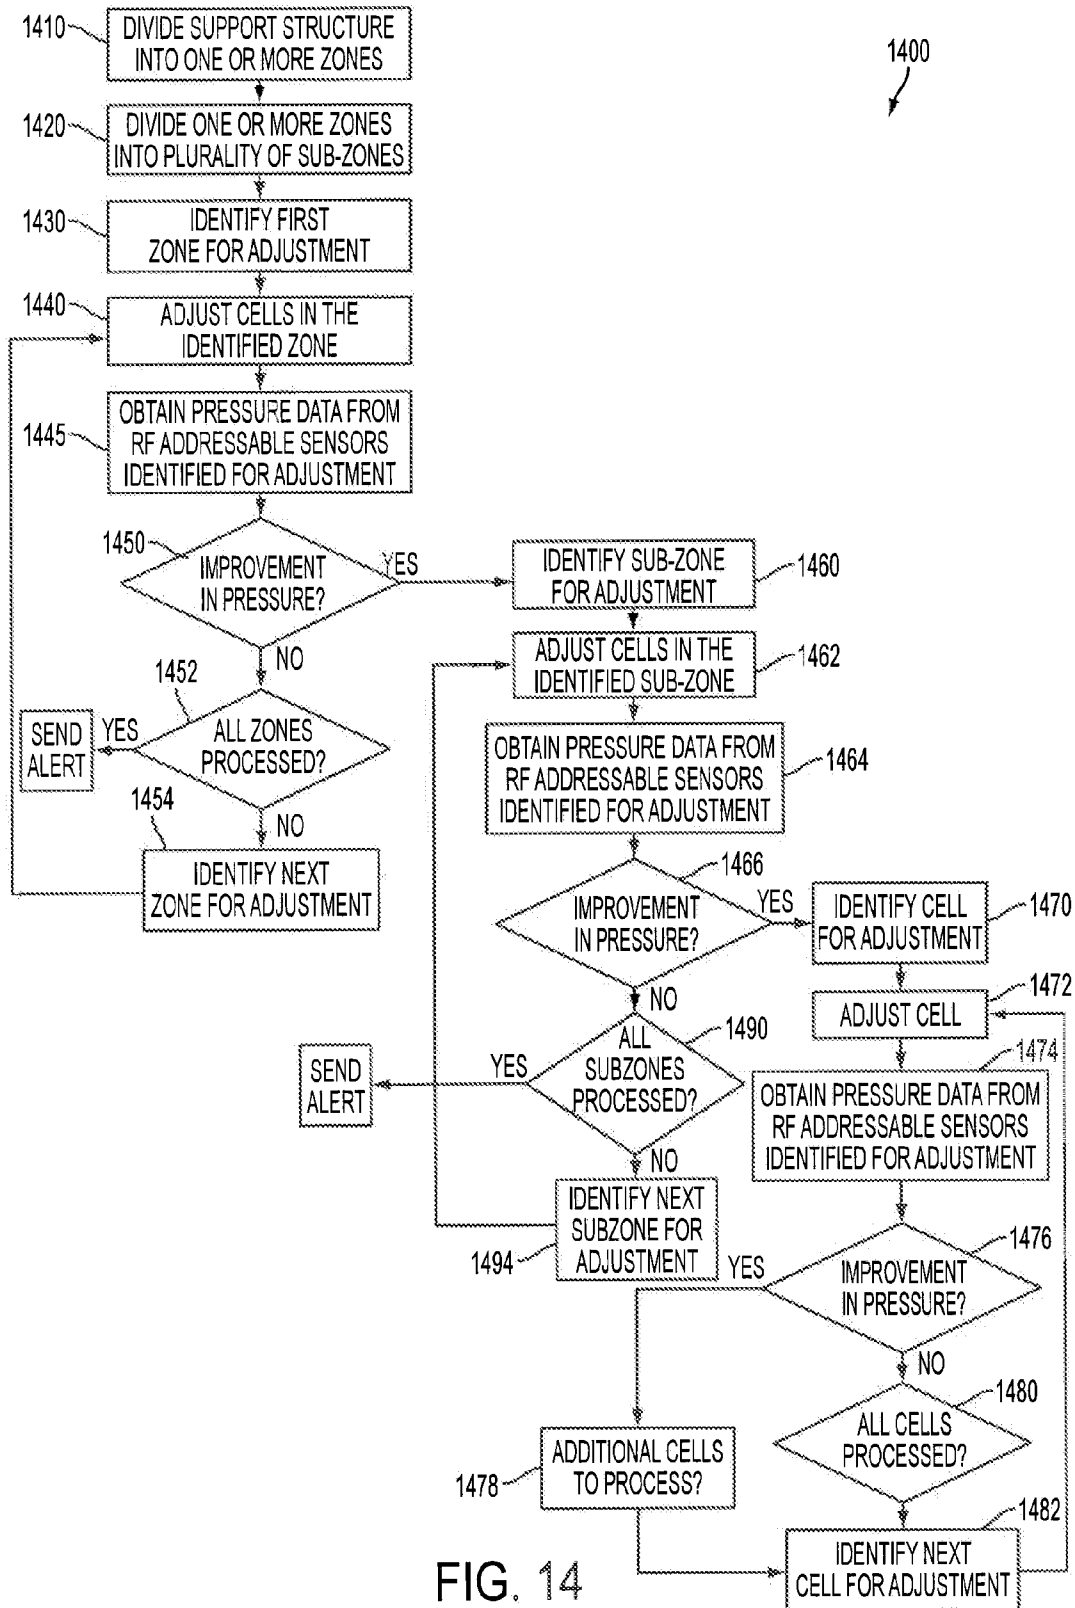 1400
1410
DIVIDE SUPPORT STRUCTURE
INTO ONE OR MORE ZONES
1420
DIVIDE ONE OR MORE ZONES
INTO PLURALITY OF SUB-ZONES
1430
IDENTIFY FIRST
ZONE FOR ADJUSTMENT
1440
ADJUST CELLS IN THE
IDENTIFIED ZONE
1445
OBTAIN PRESSURE DATA FROM
RF ADDRESSABLE SENSORS
IDENTIFIED FOR ADJUSTMENT
1450
IMPROVEMENT
IN PRESSURE?
YES
NO
1452
ALL ZONES
PROCESSED?
YES
SEND
ALERT
NO
1454
IDENTIFY NEXT
ZONE FOR ADJUSTMENT
IDENTIFY SUB-ZONE
FOR ADJUSTMENT
1460
ADJUST CELLS IN THE
IDENTIFIED SUB-ZONE
1462
OBTAIN PRESSURE DATA FROM
RF ADDRESSABLE SENSORS
IDENTIFIED FOR ADJUSTMENT
1464
1466
IMPROVEMENT
IN PRESSURE?
YES
NO
1490
ALL
SUBZONES
PROCESSED?
YES
SEND
ALERT
NO
IDENTIFY NEXT
SUBZONE FOR
ADJUSTMENT
1494
IDENTIFY CELL
FOR ADJUSTMENT
1470
1472
ADJUST CELL
1474
OBTAIN PRESSURE DATA FROM
RF ADDRESSABLE SENSORS
IDENTIFIED FOR ADJUSTMENT
1476
IMPROVEMENT
IN PRESSURE?
YES
NO
1480
ALL CELLS
PROCESSED?
ADDITIONAL CELLS
TO PROCESS?
1478
1482
IDENTIFY NEXT
CELL FOR ADJUSTMENT
FIG. 14